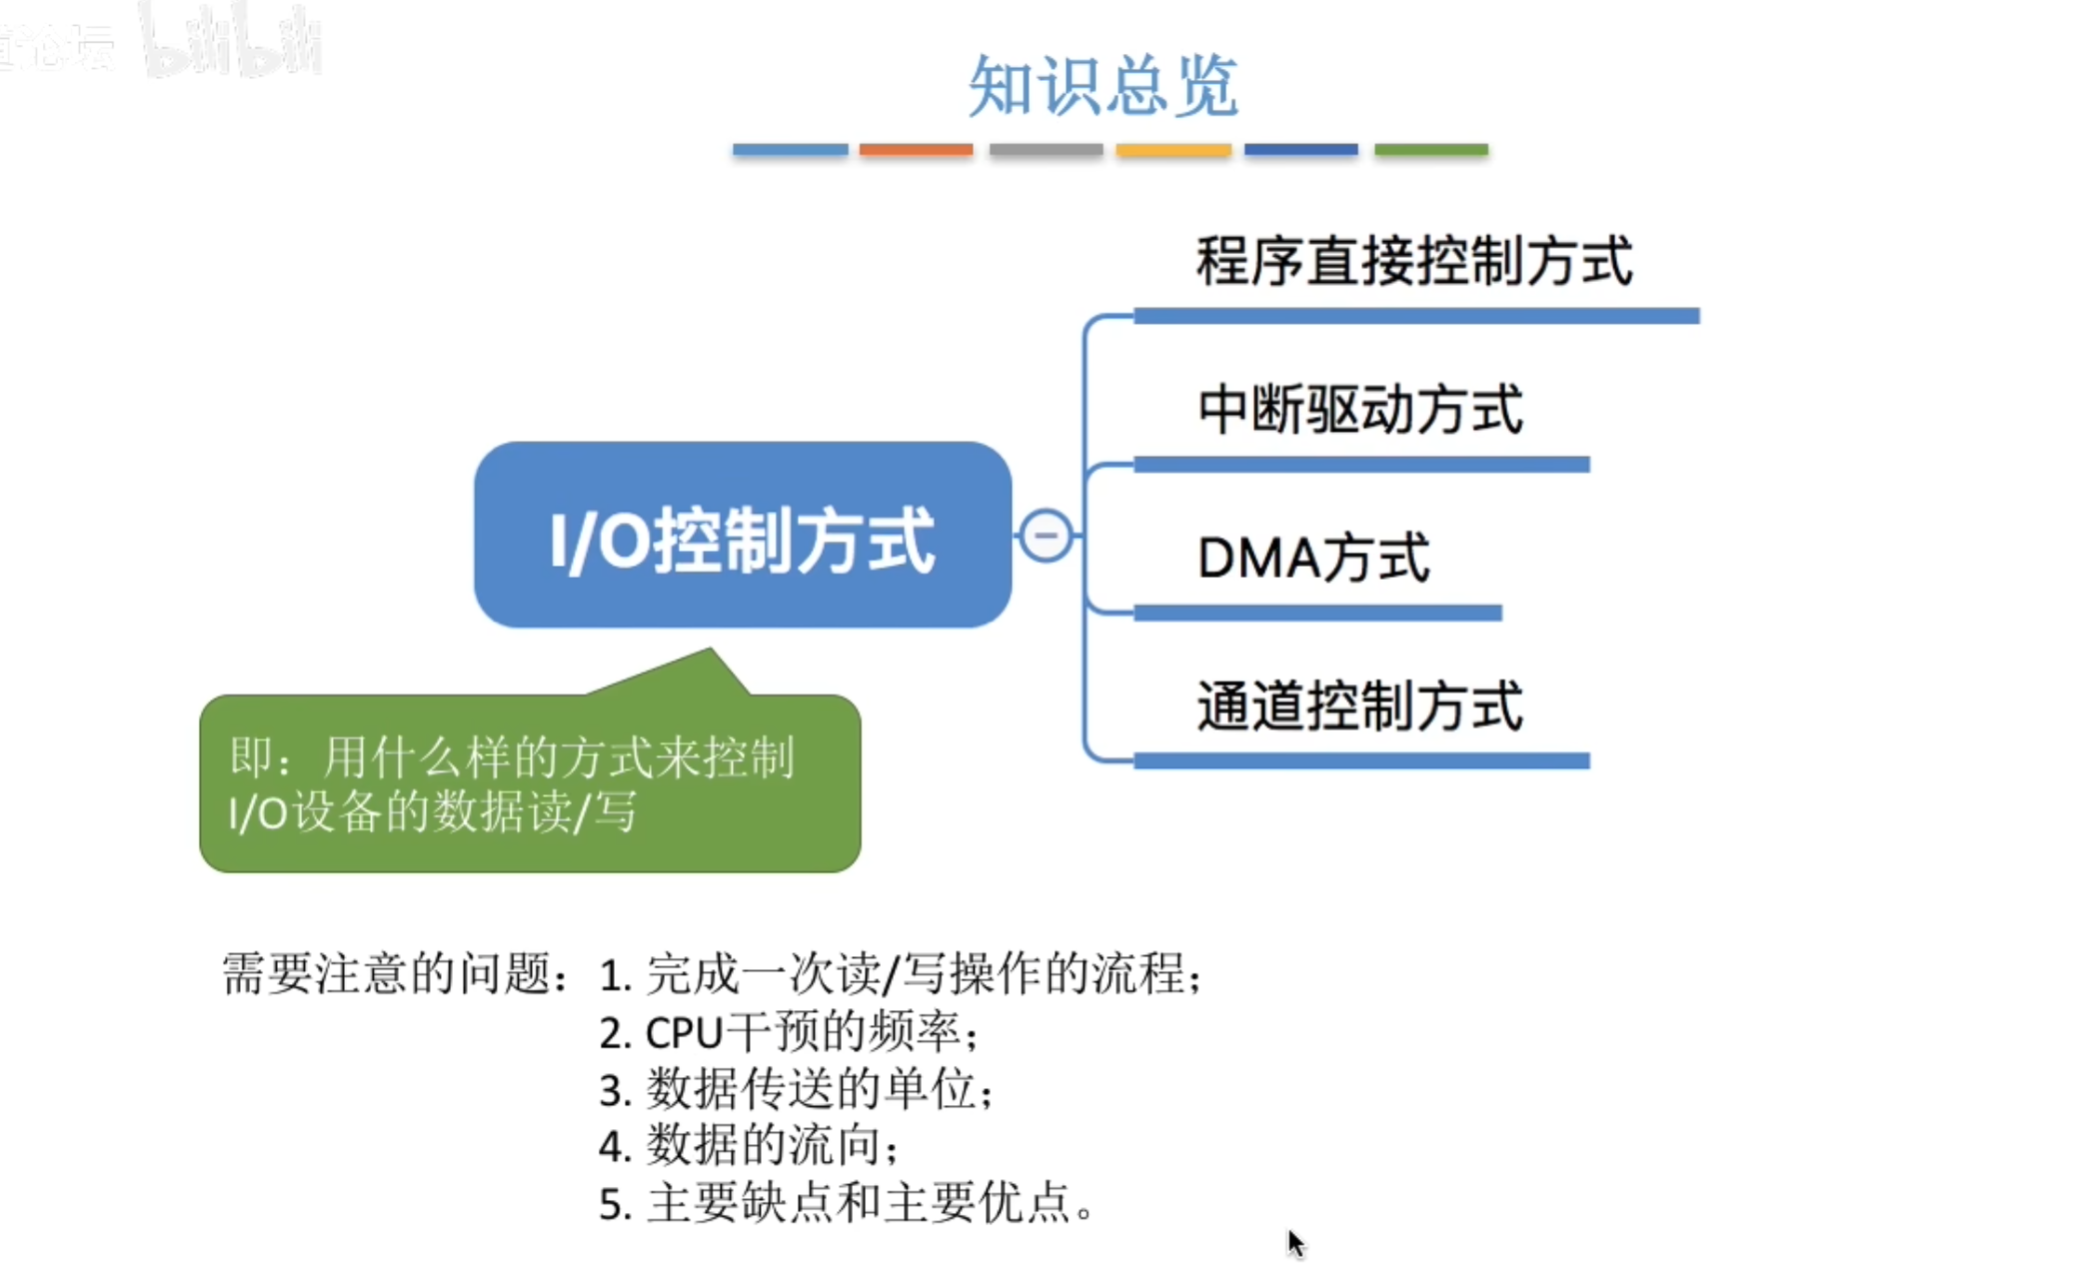 道论坛 bilibili
知识总览
程序直接控制方式
中断驱动方式
I/O控制方式
DMA方式
通道控制方式
即：用什么样的方式来控制
I/O设备的数据读/写
需要注意的问题：1. 完成一次读/写操作的流程；
2. CPU干预的频率；
3. 数据传送的单位；
4. 数据的流向；
5. 主要缺点和主要优点。